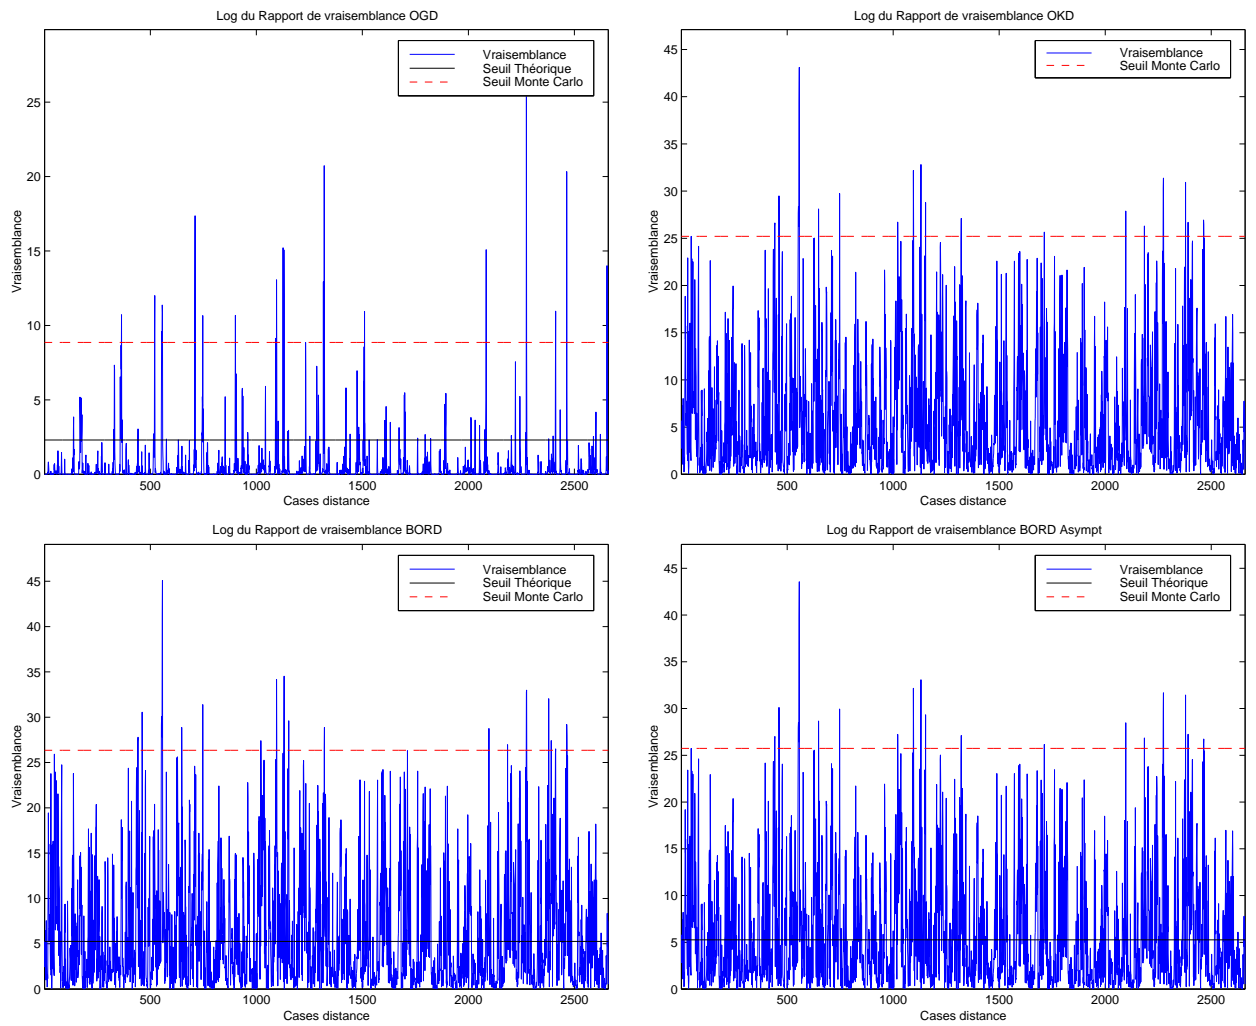 Log du Rapport de vraisemblance OGD
Vraisemblance
Seuil Théorique
Seuil Monte Carlo
25
20
15
10
5
0
Vraisemblance
500
1000
1500
2000
2500
Cases distance
Log du Rapport de vraisemblance OKD
Vraisemblance
Seuil Monte Carlo
45
40
35
30
25
20
15
10
5
0
Vraisemblance
500
1000
1500
2000
2500
Cases distance
Log du Rapport de vraisemblance BORD
Vraisemblance
Seuil Théorique
Seuil Monte Carlo
45
40
35
30
25
20
15
10
5
0
Vraisemblance
500
1000
1500
2000
2500
Cases distance
Log du Rapport de vraisemblance BORD Asympt
Vraisemblance
Seuil Théorique
Seuil Monte Carlo
45
40
35
30
25
20
15
10
5
0
Vraisemblance
500
1000
1500
2000
2500
Cases distance